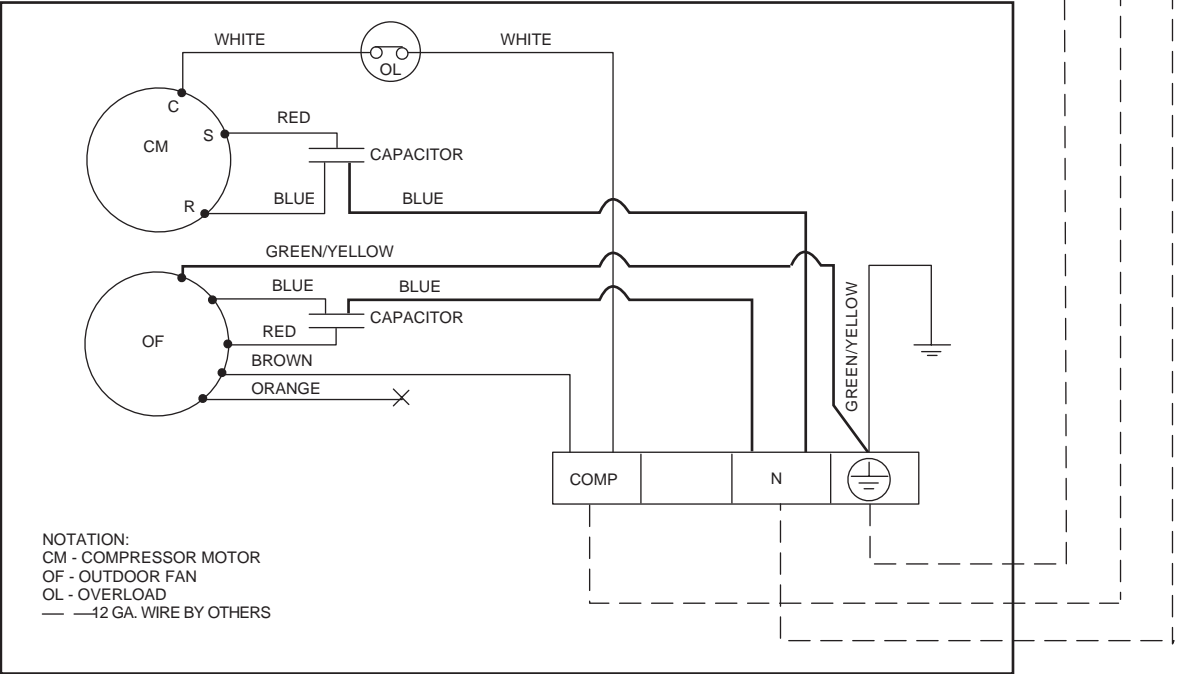 WHITE
WHITE
OL
C
S
RED
CM
CAPACITOR
R
BLUE
BLUE
GREEN/YELLOW
BLUE
BLUE
CAPACITOR
OF
RED
BROWN
ORANGE
GREEN/YELLOW
COMP
N
NOTATION:
CM - COMPRESSOR MOTOR
OF - OUTDOOR FAN
OL - OVERLOAD
12 GA. WIRE BY OTHERS